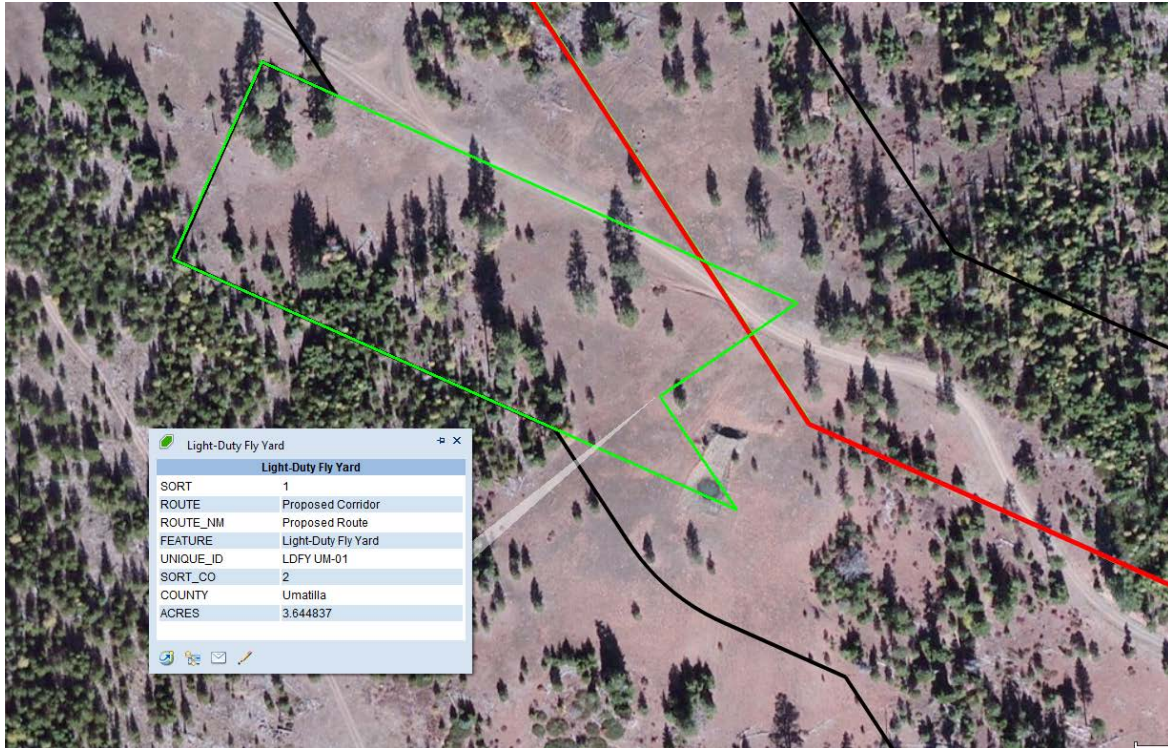 Light-Duty Fly Yard
Light-Duty Fly Yard
SORT 1
ROUTE Proposed Corridor
ROUTE_NM Proposed Route
FEATURE Light-Duty Fly Yard
UNIQUE_ID LDFY UM-01
SORT_CO 2
COUNTY Umatilla
ACRES 3.644837